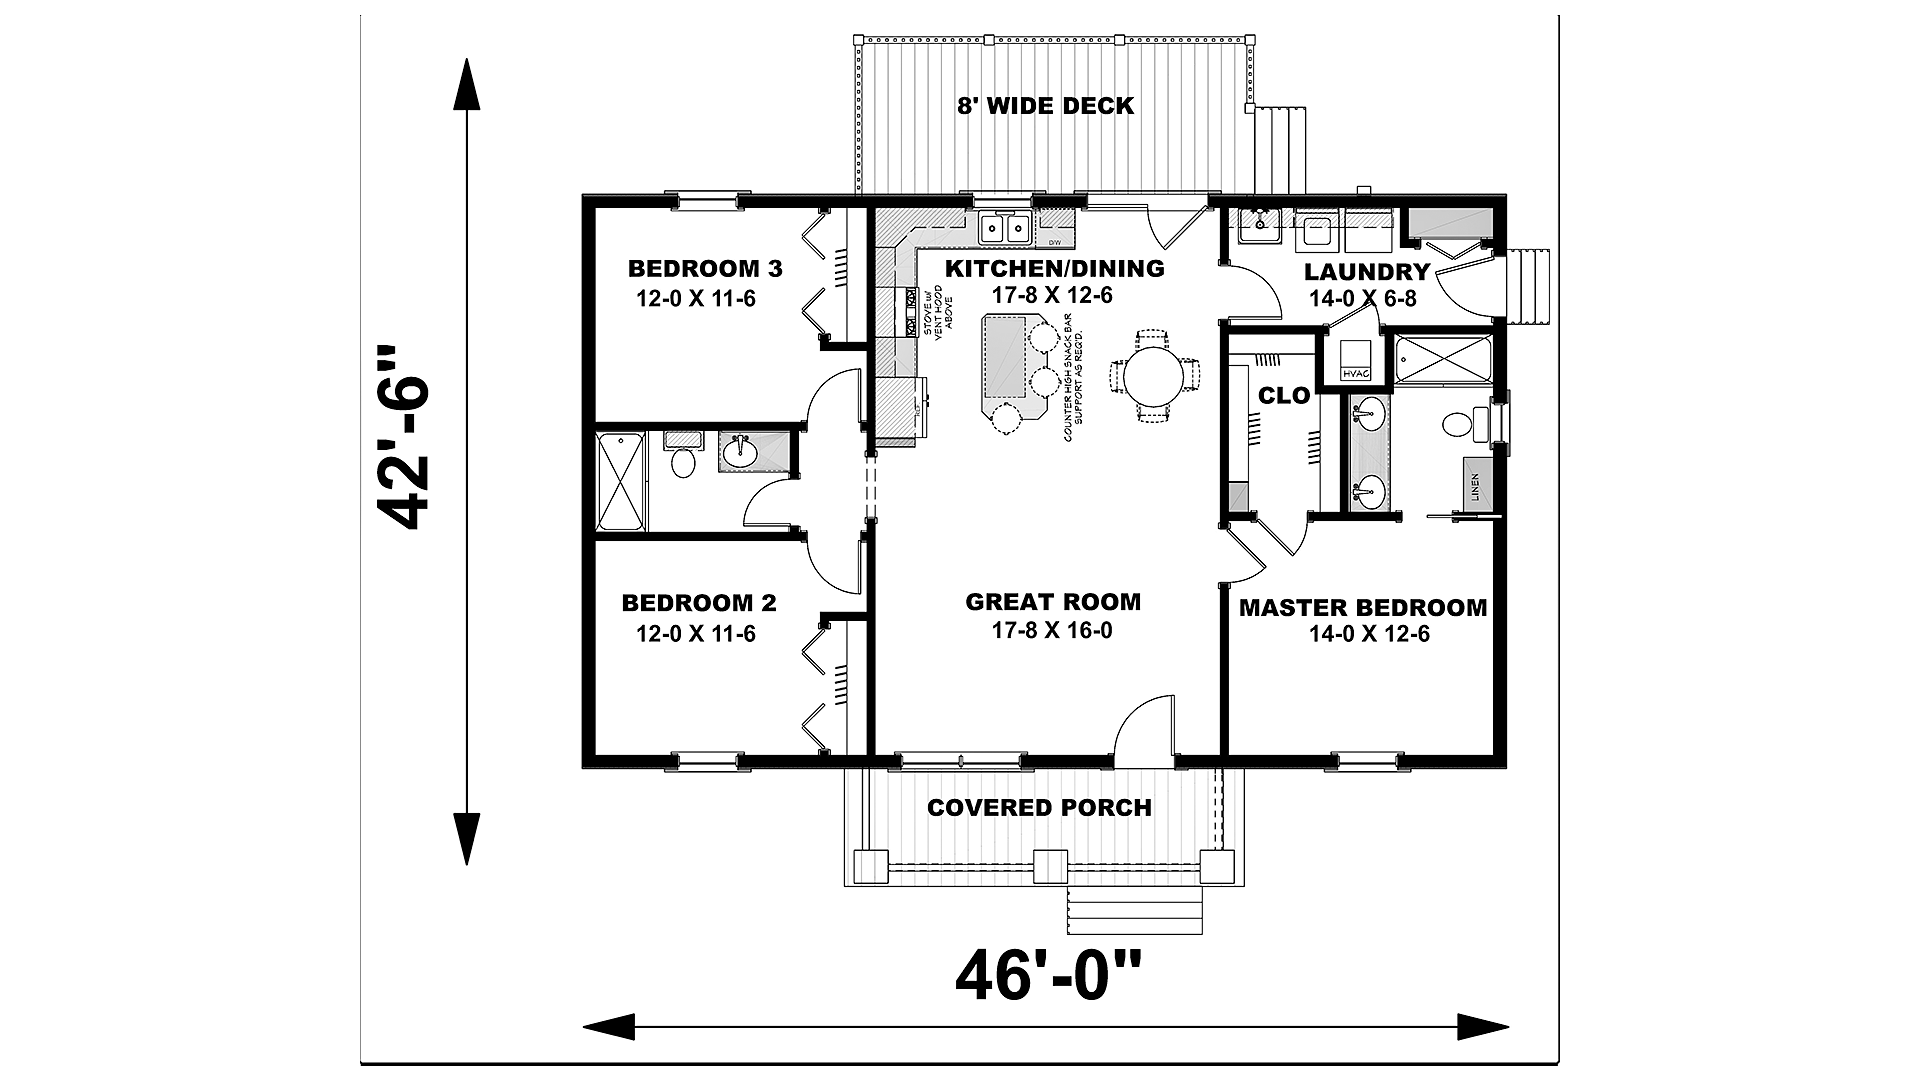 8' WIDE DECK
BEDROOM 3
12-0 X 11-6
D/W
KITCHEN/DINING
17-8 X 12-6
STOVE w/
VENT HOOD
ABOVE
COUNTER HIGH SNACK BAR
SUPPORT AS REQ'D.
LAUNDRY
14-0 X 6-8
HVAC
CLO
LINEN
42'-6"
BEDROOM 2
12-0 X 11-6
GREAT ROOM
17-8 X 16-0
MASTER BEDROOM
14-0 X 12-6
COVERED PORCH
46'-0"